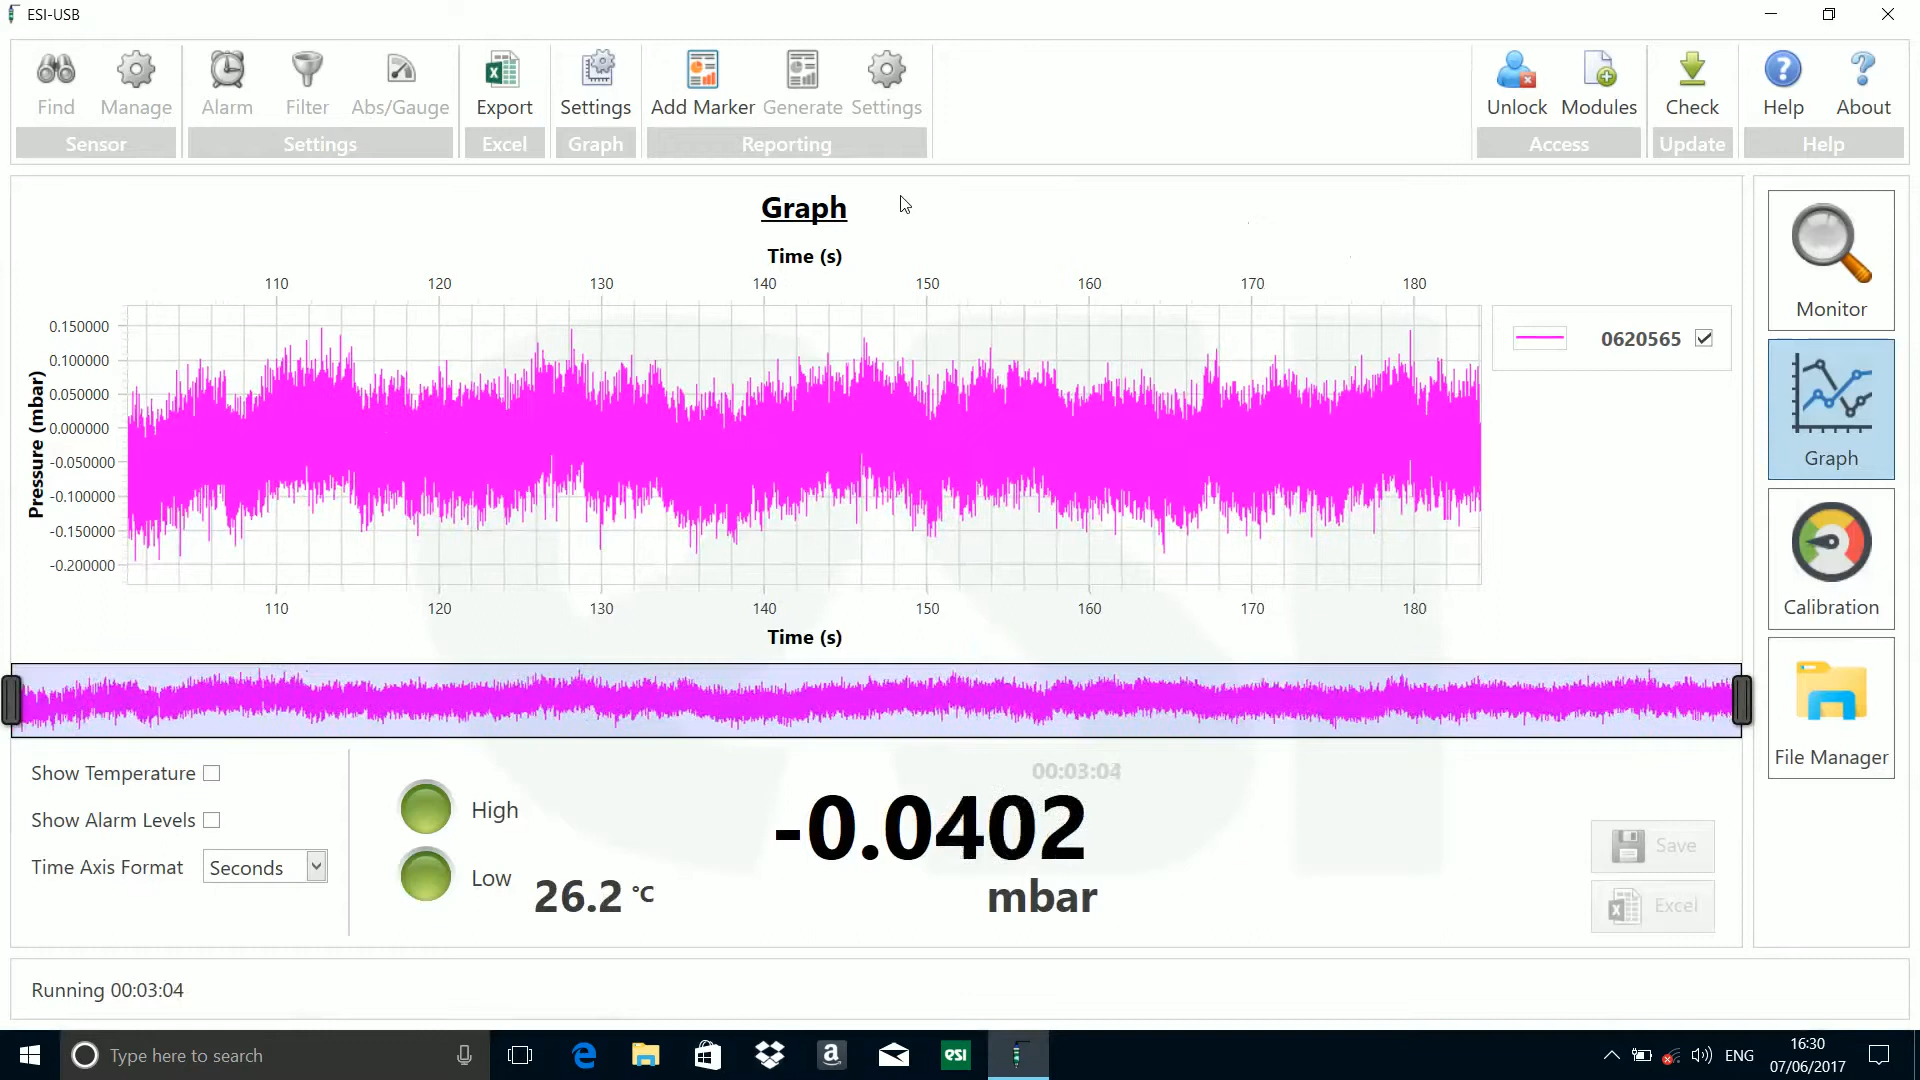 ESI-USB
Find Manage Alarm Filter Abs/Gauge Export Settings Add Marker Generate Settings Unlock Modules Check Help About
Sensor Settings Excel Graph Reporting Access Update Help
Graph
Time (s)
110 120 130 140 150 160 170 180
Pressure (mbar)
0.150000
0.100000
0.050000
0.000000
-0.050000
-0.100000
-0.150000
-0.200000
110 120 130 140 150 160 170 180
Time (s)
0620565
Monitor
Graph
Calibration
File Manager
Show Temperature
Show Alarm Levels
Time Axis Format Seconds
High
Low
26.2 °C
00:03:04
-0.0402
mbar
Save
Excel
Running 00:03:04
Type here to search
esi
ENG
16:30
07/06/2017